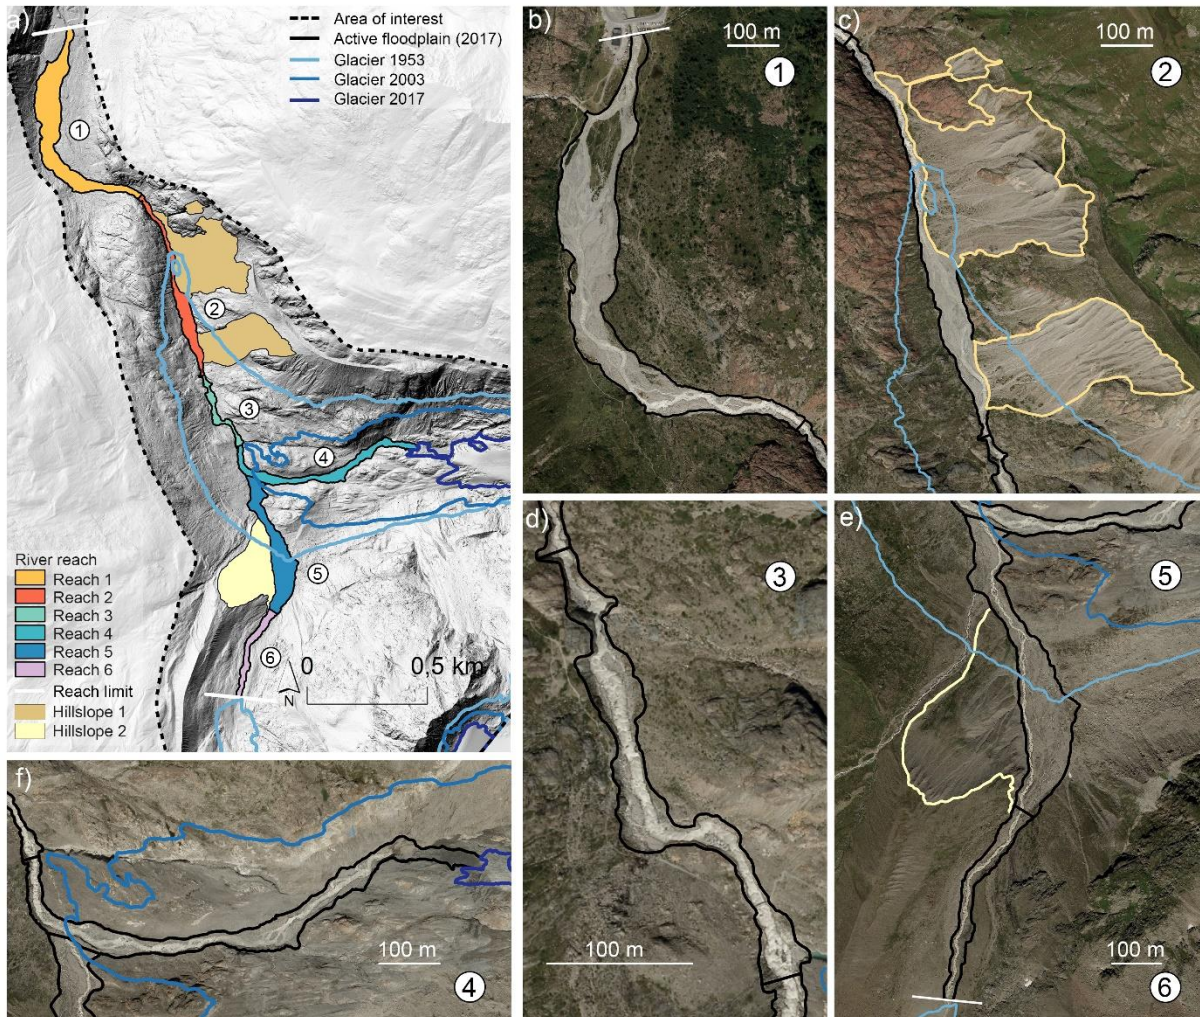 a)
Area of interest
Active floodplain (2017)
Glacier 1953
Glacier 2003
Glacier 2017
1
2
3
4
5
6
0
0,5 km
N
River reach
Reach 1
Reach 2
Reach 3
Reach 4
Reach 5
Reach 6
Reach limit
Hillslope 1
Hillslope 2
b)
100 m
1
c)
100 m
2
d)
3
100 m
e)
5
100 m
6
f)
100 m
4